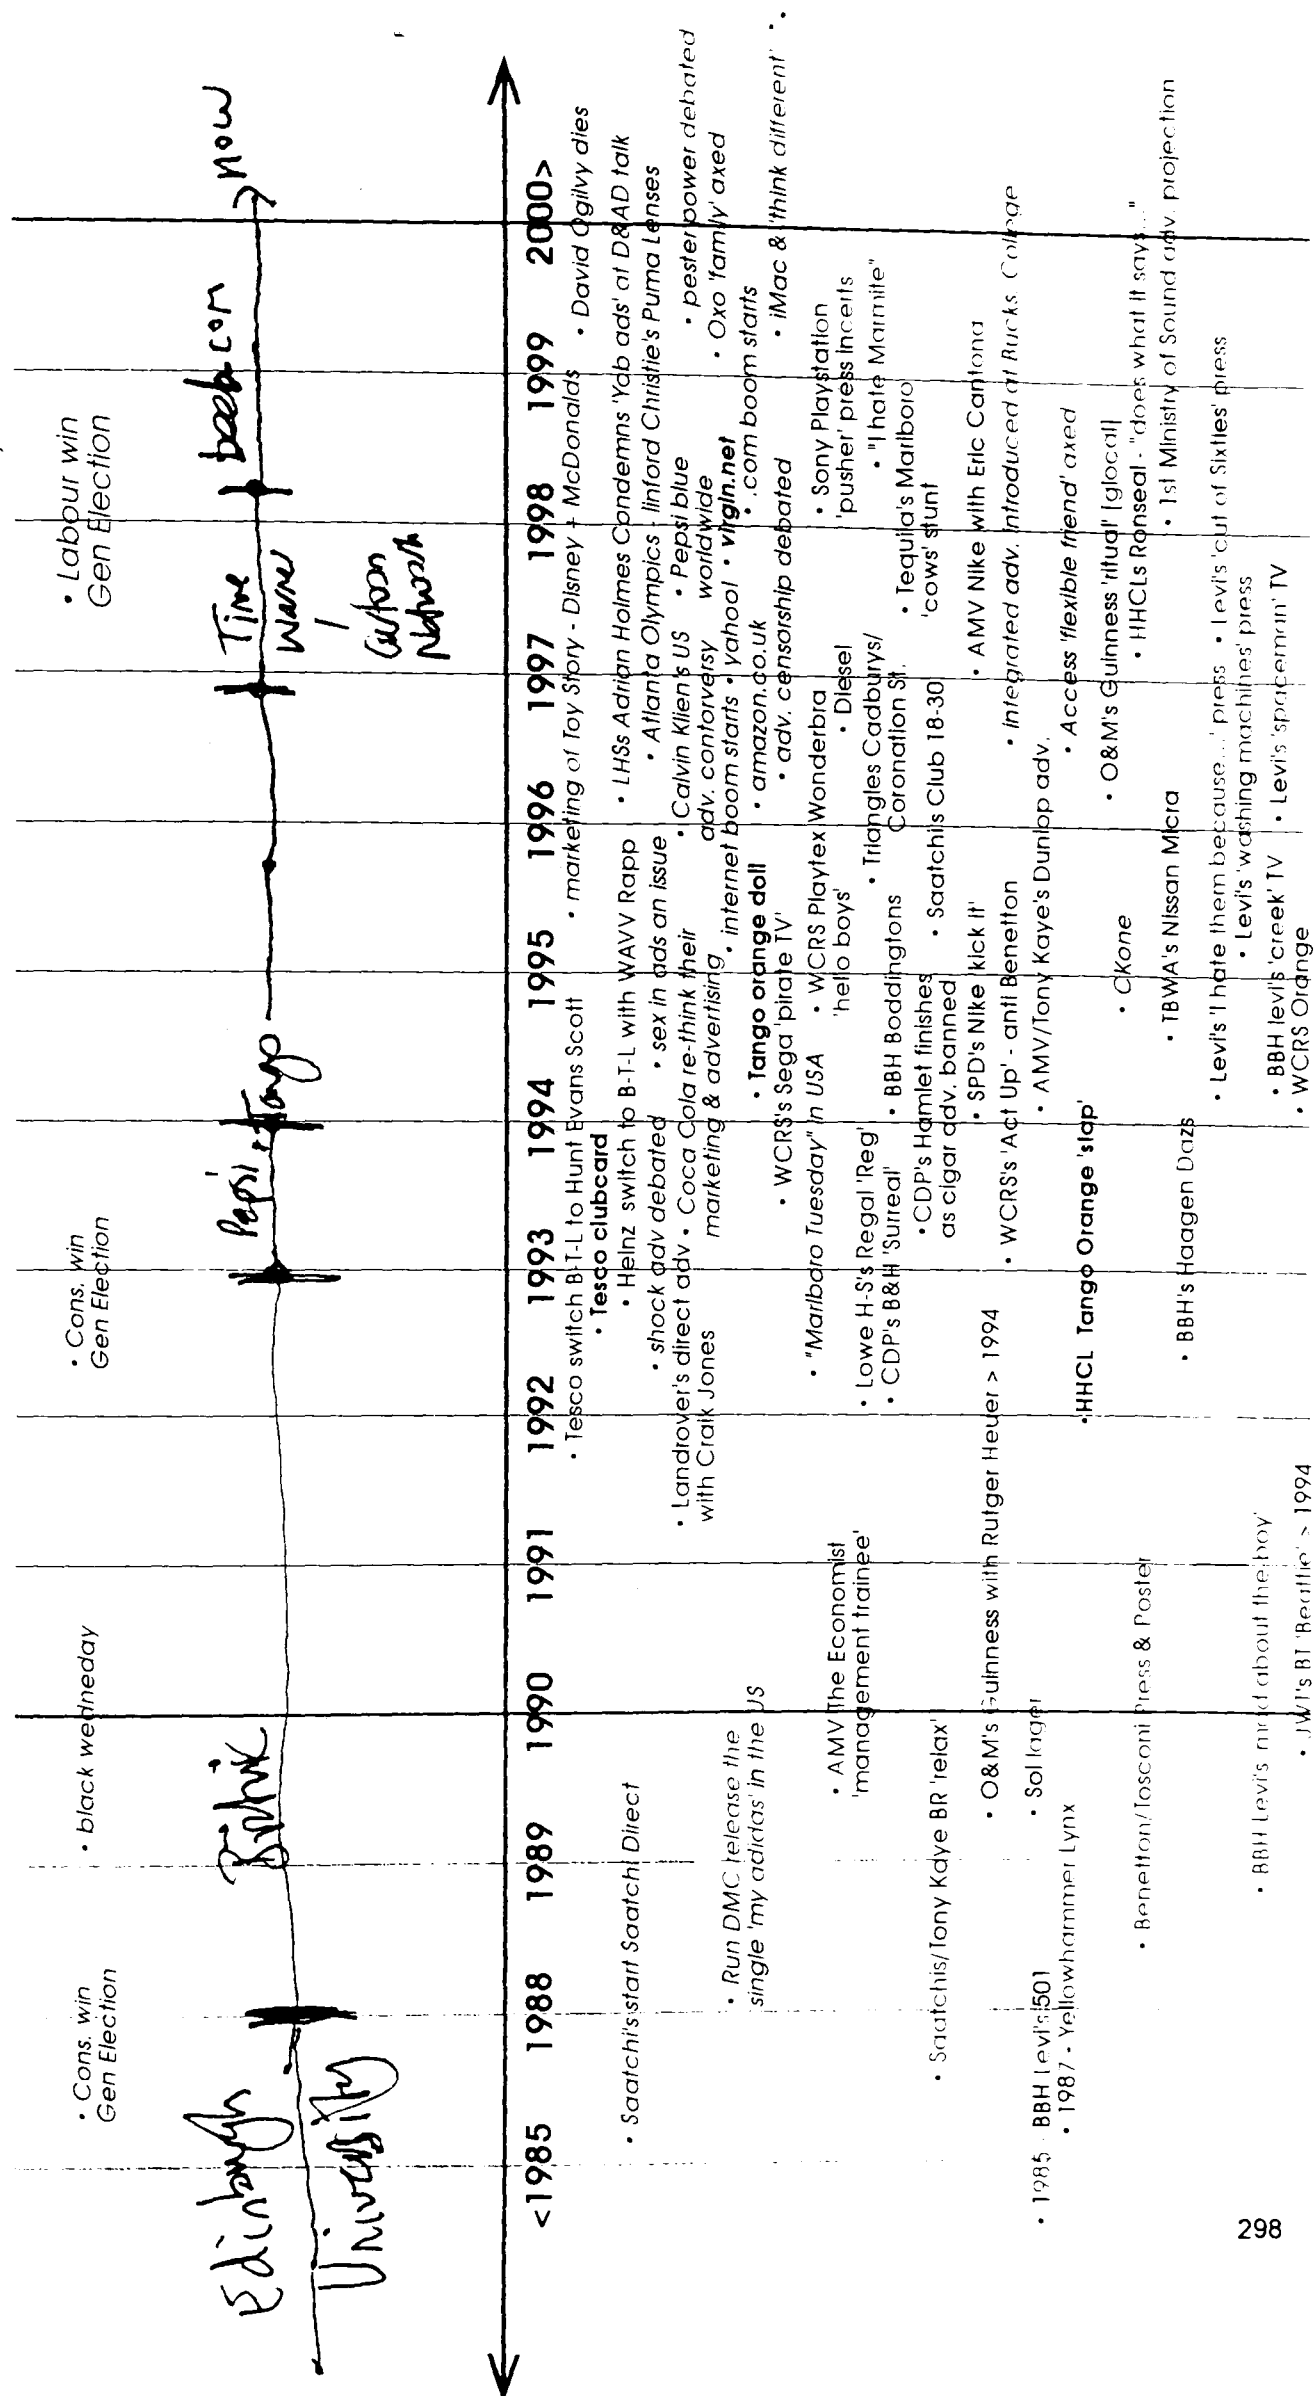 • Cons. win
Gen Election
• black wedneday
• Cons. win
Gen Election
• Labour win
Gen Election
Edinburgh
University
Pepsi
Tango
Time
Warner
/
Cartoon
Network
now
<1985 1988 1989 1990 1991 1992 1993 1994 1995 1996 1997 1998 1999 2000>
• Tesco switch B-T-L to Hunt Evans Scott
• marketing of Toy Story - Disney + McDonalds
• David Ogilvy dies
• Tesco clubcard
• Saatchi's start Saatchi Direct
• Heinz switch to B-T-L with WAVV Rapp
• LHSs Adrian Holmes Condemns 'Yob ads' at D&AD talk
• shock adv debated
• sex in ads an issue
• Atlanta Olympics - linford Christie's Puma Lenses
• Landrover's direct adv
with Craik Jones
• Coca Cola re-think their
marketing & advertising
• Calvin Klien's US
adv. contorversy
• Pepsi blue
worldwide
• pester power debated
• Oxo 'family' axed
• Run DMC release the
single 'my adidas' in the US
• internet boom starts
• yahoo!
• virgin.net
• .com boom starts
• Tango orange doll
• amazon.co.uk
• WCRS's Sega 'pirate TV'
• adv. censorship debated
• iMac & 'think different'
• "Marlboro Tuesday" in USA
• WCRS Playtex Wonderbra
'hello boys'
• Diesel
• Sony Playstation
'pusher' press incerts
• AMV The Economist
'management trainee'
• Lowe H-S's Regal 'Reg'
• CDP's B&H 'Surreal'
• BBH Boddingtons
• Triangles Cadburys/
Coronation St.
• "I hate Marmite"
• Tequila's Marlboro
'cows' stunt
• Saatchis/Tony Kaye BR 'relax'
• CDP's Hamlet finishes
as cigar adv. banned
• Saatchis Club 18-30
• SPD's Nike 'kick it'
• AMV Nike with Eric Cantona
• O&M's Guinness with Rutger Heuer > 1994
• WCRS's 'Act Up' - anti Benetton
• integrated adv. introduced at Bucks. College
• 1985 - BBH Levi's 501
• Sol lager
• AMV/Tony Kaye's Dunlop adv.
• 1987 - Yellowhammer Lynx
• Access 'flexible friend' axed
•HHCL Tango Orange 'slap'
• O&M's Guinness 'ritual' [glocal]
• CKone
• HHCLs Ronseal - "does what it says..."
• Benetton/Tosconi Press & Poster
• TBWA's Nissan Micra
• 1st Ministry of Sound adv. projection
• BBH's Haagen Dazs
• Levi's 'I hate them because...' press
• Levi's 'cut of Sixties' press
• Levi's 'washing machines' press
• BBH Levi's mad about the boy'
• BBH levi's 'creek' TV
• Levi's 'spaceman' TV
• JWT's BT 'Beattie' > 1994
• WCRS Orange
298